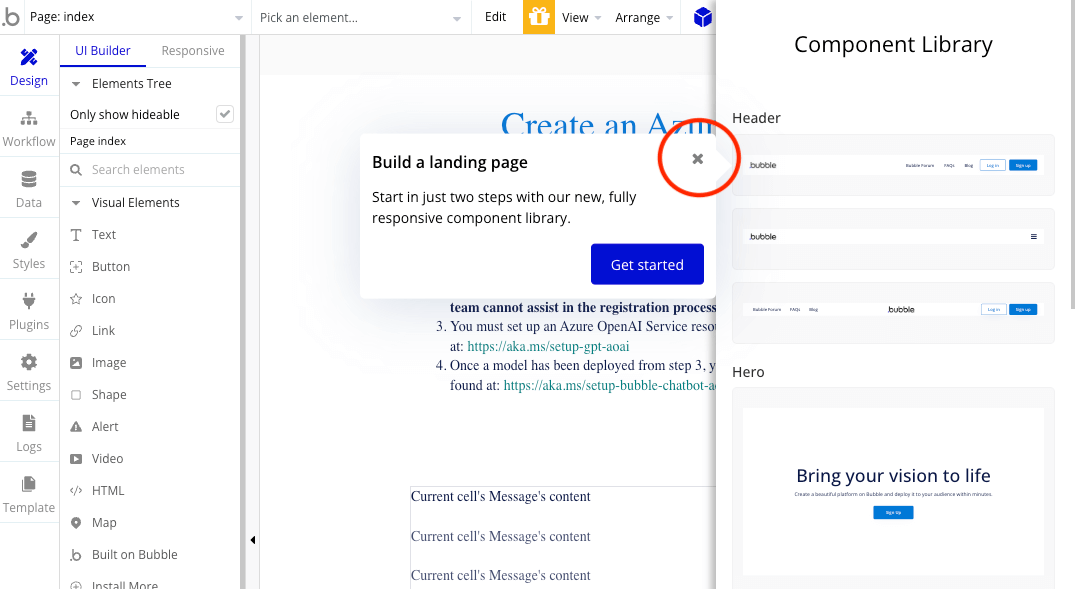 Page: index
Pick an element...
Edit
View
Arrange
Design
Workflow
Data
Styles
Plugins
Settings
Logs
Template
UI Builder
Responsive
Elements Tree
Only show hideable
Page index
Search elements
Visual Elements
Text
Button
Icon
Link
Image
Shape
Alert
Video
HTML
Map
Built on Bubble
Install More
Create an Azur
Build a landing page
Start in just two steps with our new, fully
responsive component library.
Get started
team cannot assist in the registration process
3. You must set up an Azure OpenAI Service resou
at: https://aka.ms/setup-gpt-aoai
4. Once a model has been deployed from step 3, y
found at: https://aka.ms/setup-bubble-chatbot-ao
Current cell's Message's content
Current cell's Message's content
Current cell's Message's content
Component Library
Header
.bubble
Bubble Forum
FAQs
Blog
Log in
Sign up
.bubble
Bubble Forum
FAQs
Blog
.bubble
Log in
Sign up
Hero
Bring your vision to life
Create a beautiful platform on Bubble and deploy it to your audience within minutes.
Sign Up